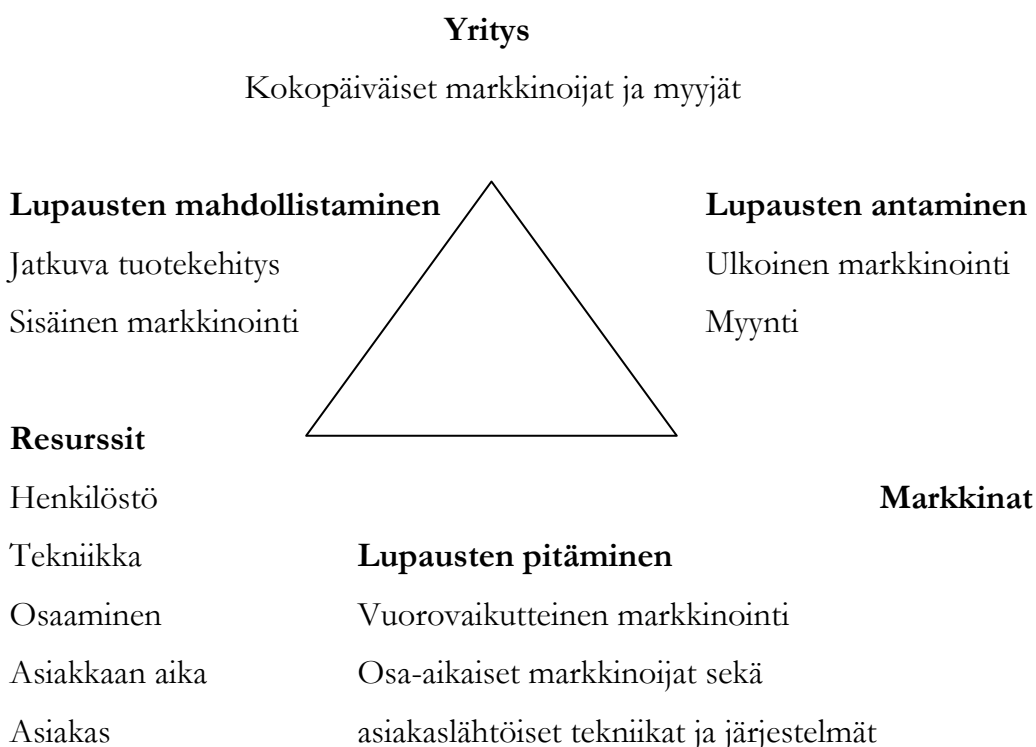 Yritys
Kokopäiväiset markkinoijat ja myyjät
Lupausten mahdollistaminen
Jatkuva tuotekehitys
Sisäinen markkinointi
Lupausten antaminen
Ulkoinen markkinointi
Myynti
Resurssit
Henkilöstö
Tekniikka
Osaaminen
Asiakkaan aika
Asiakas
Markkinat
Lupausten pitäminen
Vuorovaikutteinen markkinointi
Osa-aikaiset markkinoijat sekä
asiakaslähtöiset tekniikat ja järjestelmät